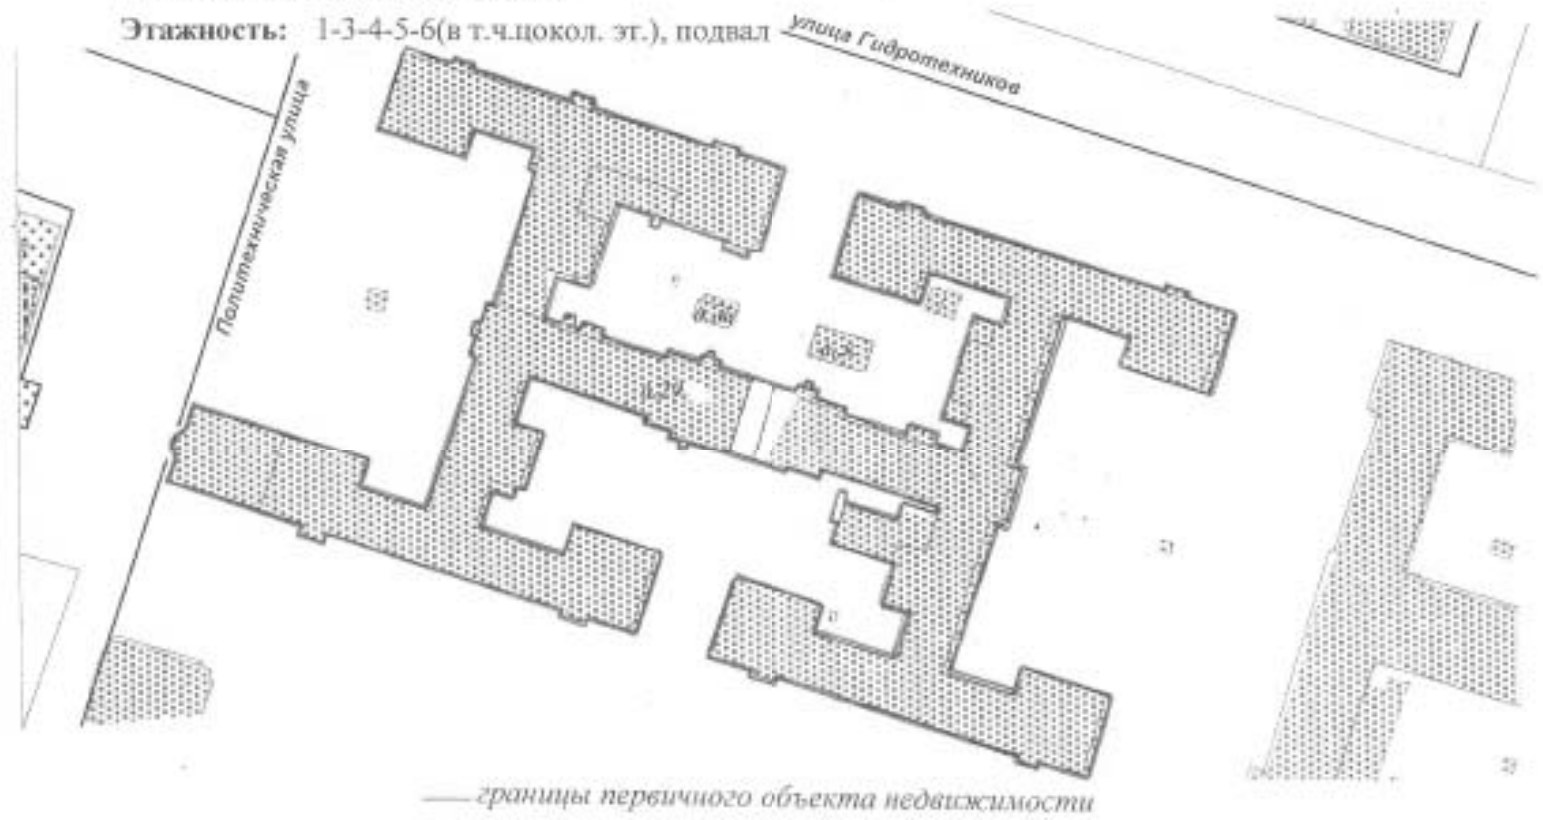 Этажность: 1-3-4-5-6(в т.ч.цокол. эт.), подвал
улица Гидротехников
Политехническая улица
границы первичного объекта недвижимости